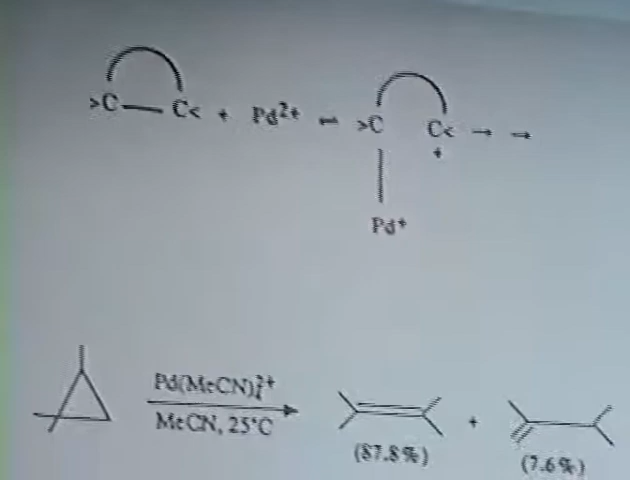 >C — C< + Pd²⁺ ⇌ >C C< → →
+
Pd⁺
Pd(MeCN)₄²⁺
MeCN, 25°C
+
(87.8%)
(7.6%)